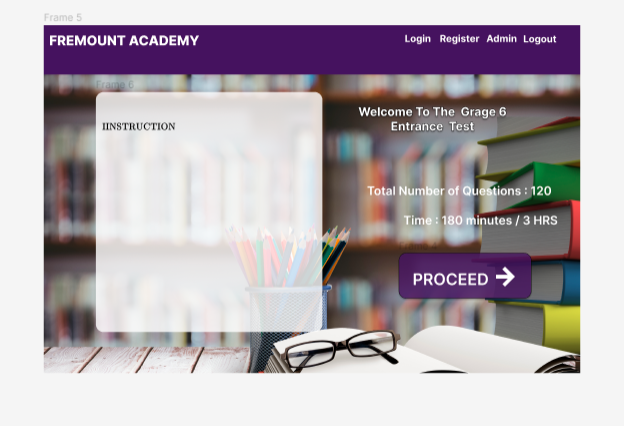 Frame 5
FREMOUNT ACADEMY
Login Register Admin Logout
Frame 6
IINSTRUCTION
Welcome To The Grage 6
Entrance Test
Total Number of Questions : 120
Time : 180 minutes / 3 HRS
PROCEED